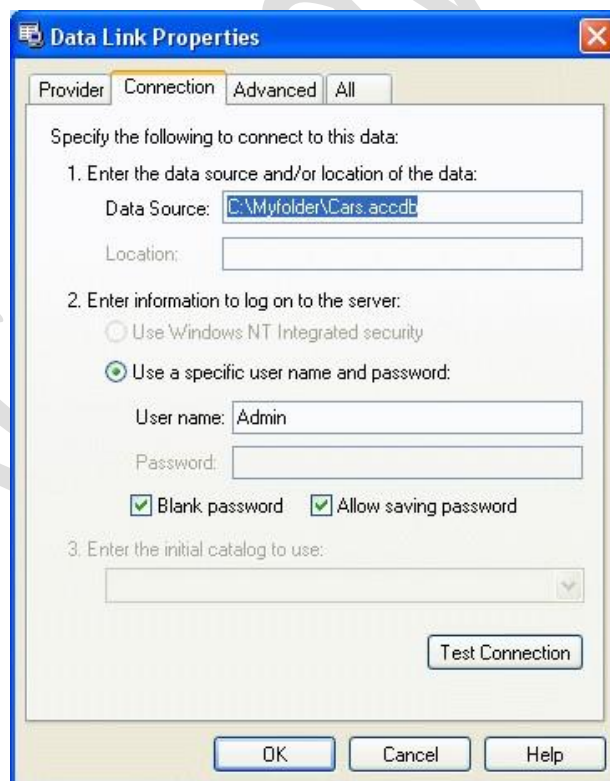 Data Link Properties
Provider Connection Advanced All
Specify the following to connect to this data:
1. Enter the data source and/or location of the data:
Data Source: C:\Myfolder\Cars.accdb
Location:
2. Enter information to log on to the server:
Use Windows NT Integrated security
Use a specific user name and password:
User name: Admin
Password:
Blank password Allow saving password
3. Enter the initial catalog to use:
Test Connection
OK Cancel Help